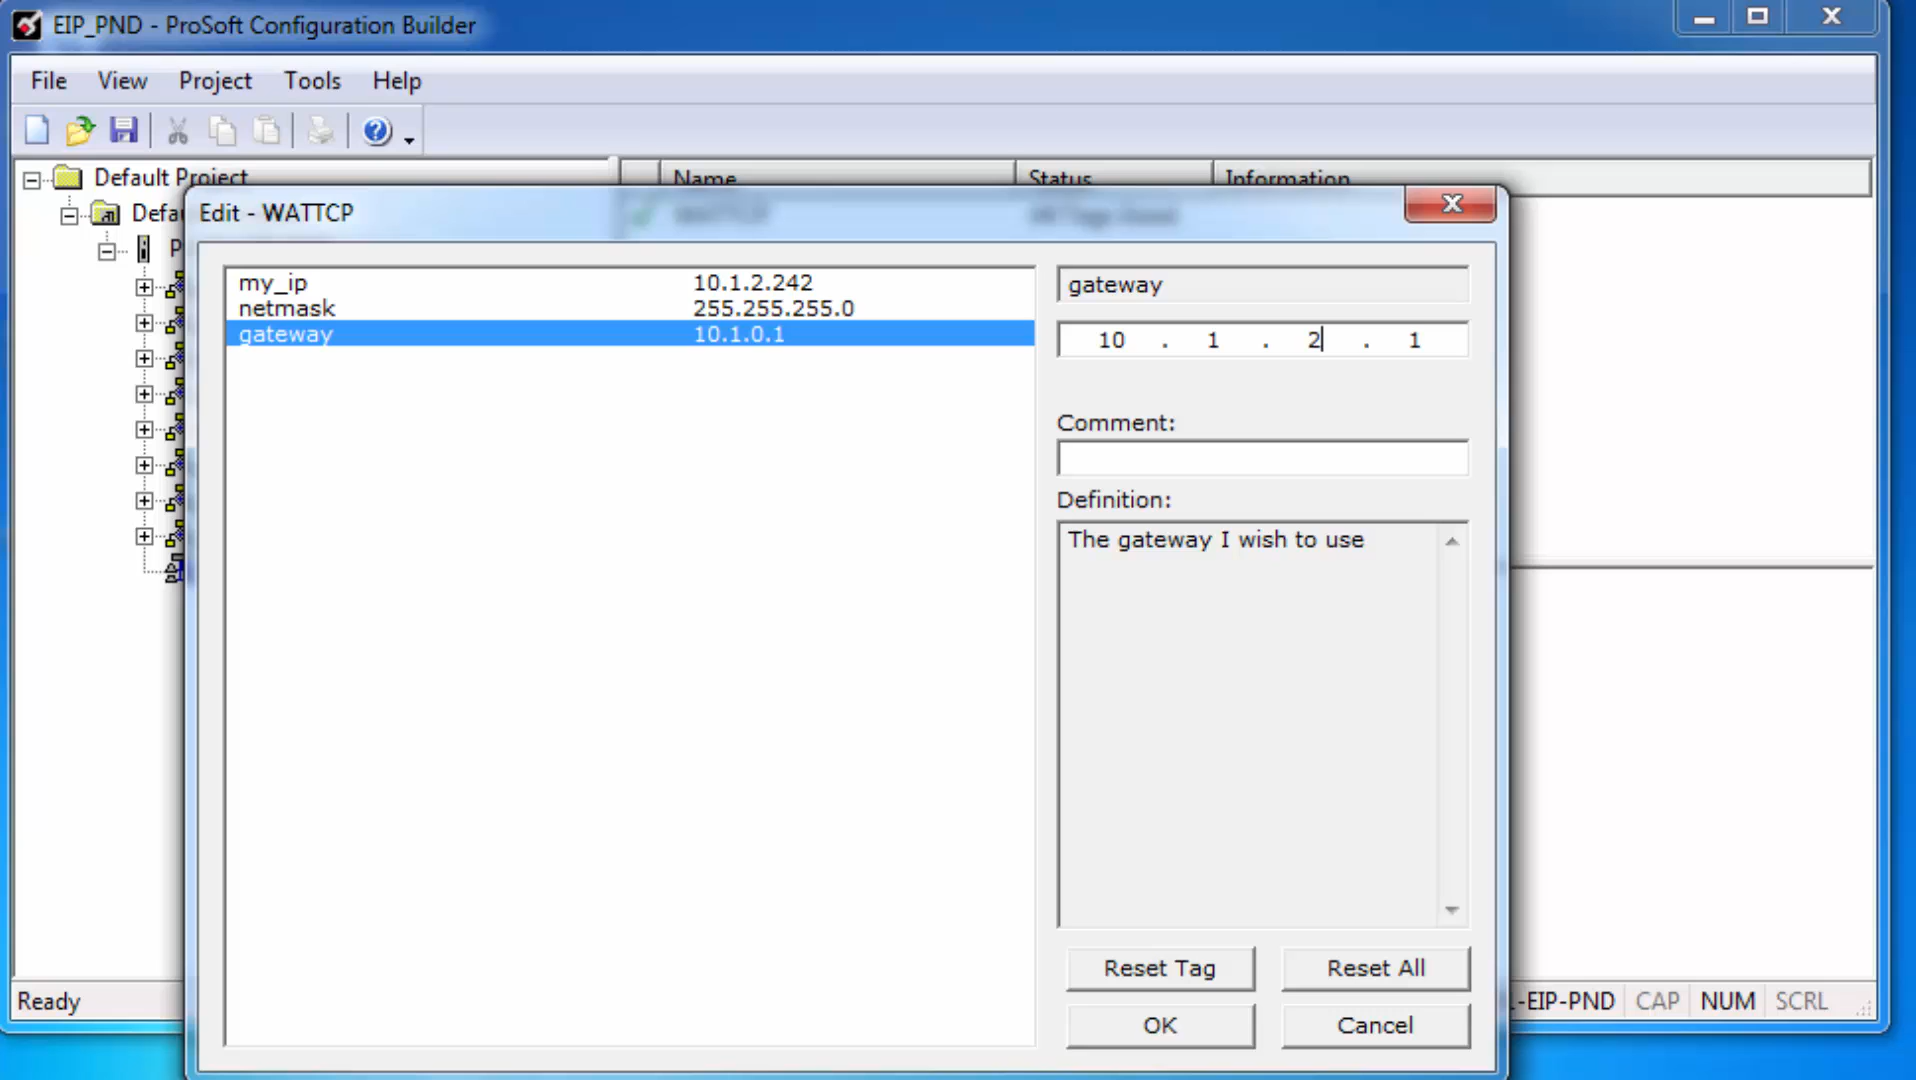 EIP_PND - ProSoft Configuration Builder
File View Project Tools Help
Default Project
Name Status Information
Edit - WATTCP
my_ip 10.1.2.242
netmask 255.255.255.0
gateway 10.1.0.1
gateway
10 . 1 . 2 . 1
Comment:
Definition:
The gateway I wish to use
Reset Tag Reset All
OK Cancel
Ready -EIP-PND CAP NUM SCRL